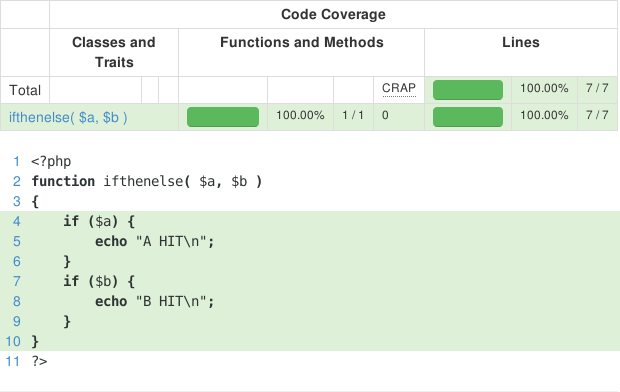 Code Coverage
Classes and Traits
Functions and Methods
Lines
Total CRAP 100.00% 7 / 7
ifthenelse( $a, $b ) 100.00% 1 / 1 0 100.00% 7 / 7
1 <?php
2 function ifthenelse( $a, $b )
3 {
4     if ($a) {
5         echo "A HIT\n";
6     }
7     if ($b) {
8         echo "B HIT\n";
9     }
10 }
11 ?>